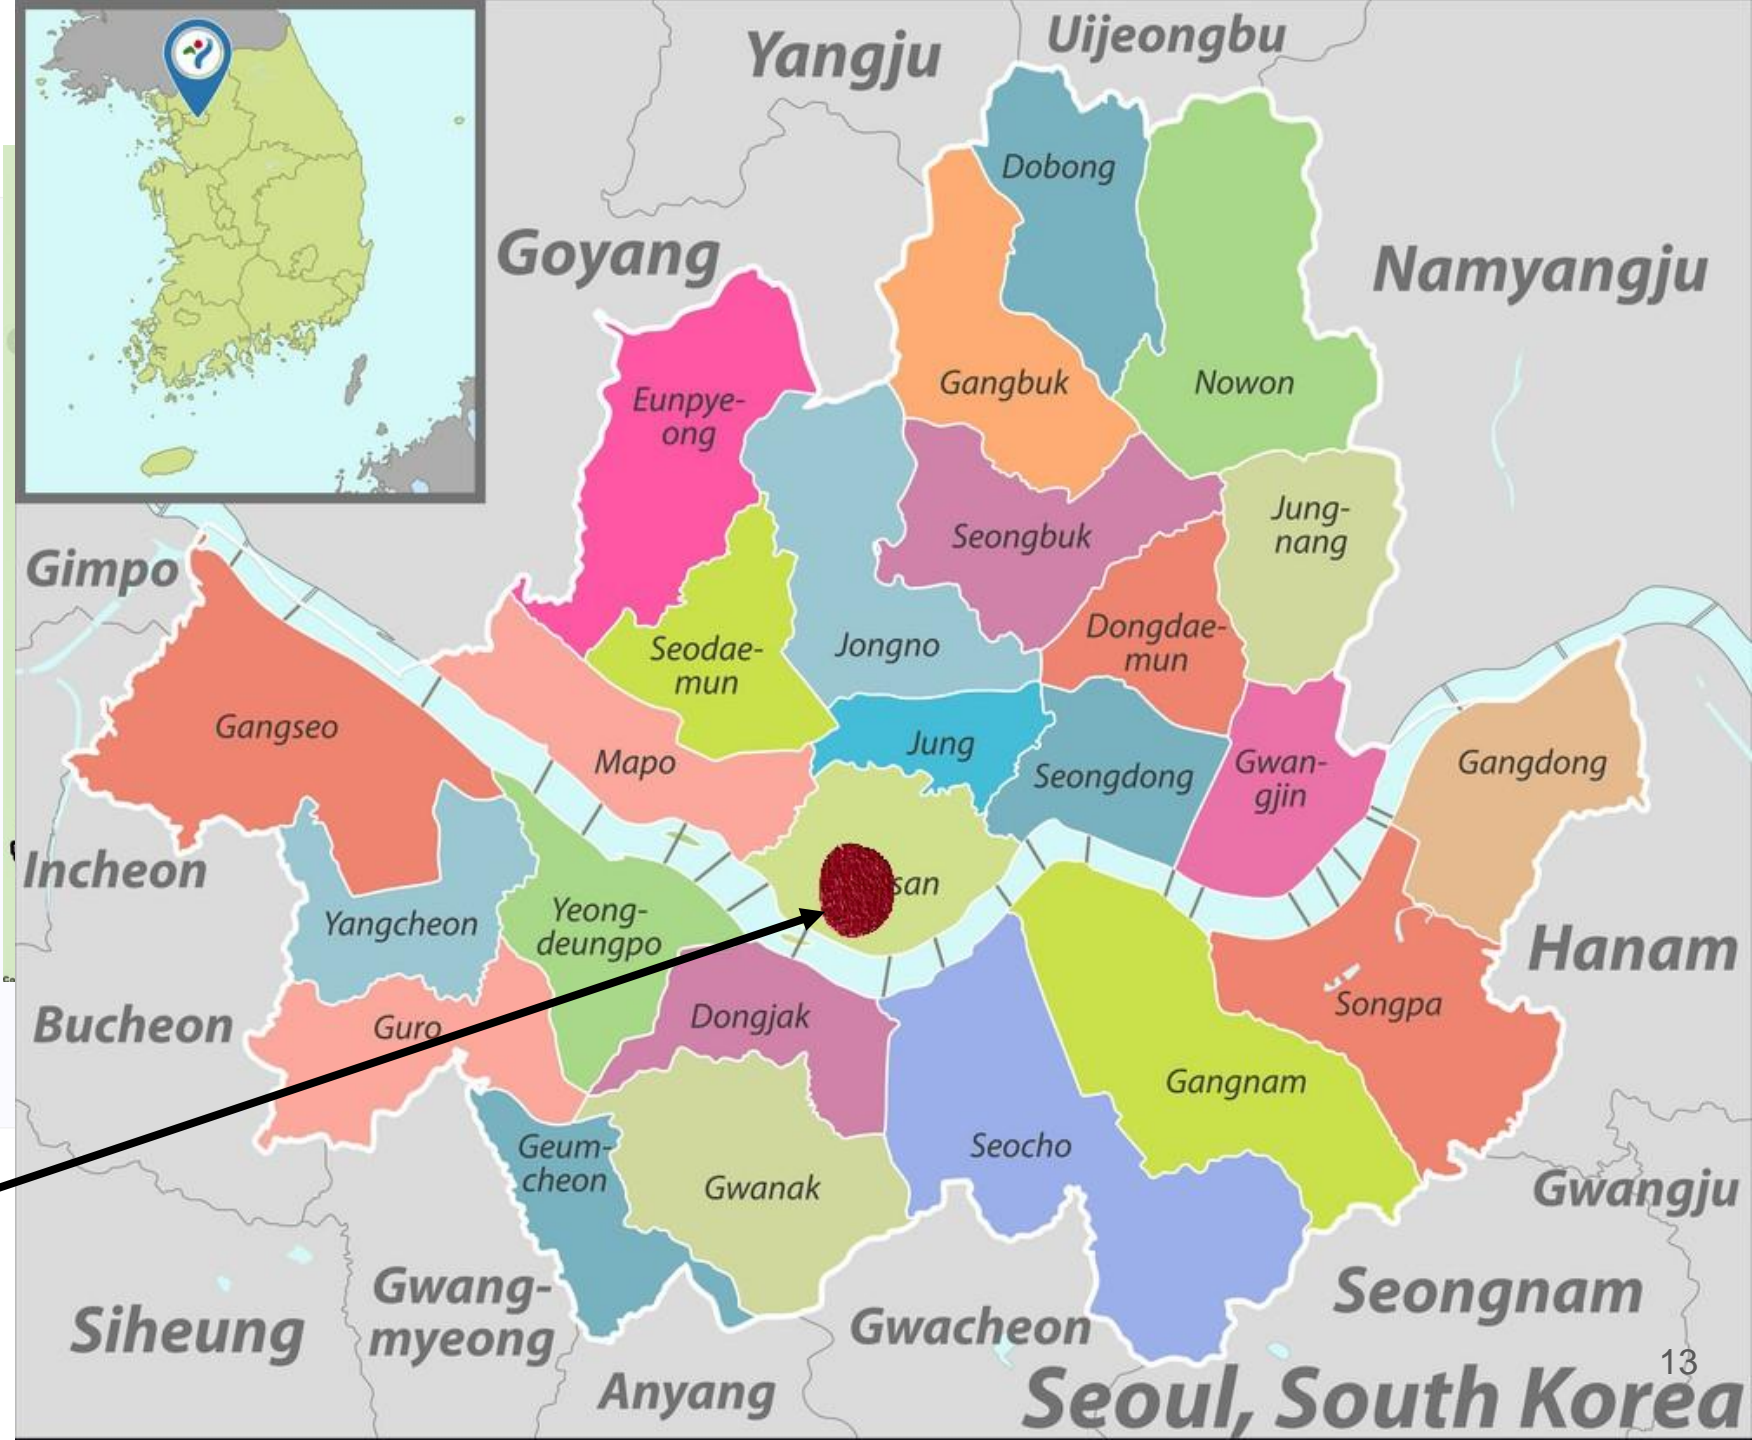 Yangju
Uijeongbu
Dobong
Goyang
Namyangju
Eunpye-
ong
Gangbuk
Nowon
Jung-
nang
Seongbuk
Gimpo
Dongdae-
mun
Seodae-
mun
Jongno
Gangseo
Mapo
Jung
Seongdong
Gwan-
gjin
Gangdong
Incheon
san
Yangcheon
Yeong-
deungpo
Hanam
Bucheon
Guro
Dongjak
Songpa
Gangnam
Geum-
cheon
Gwanak
Seocho
Gwangju
Siheung
Gwang-
myeong
Gwacheon
Seongnam
Anyang
13
Seoul, South Korea